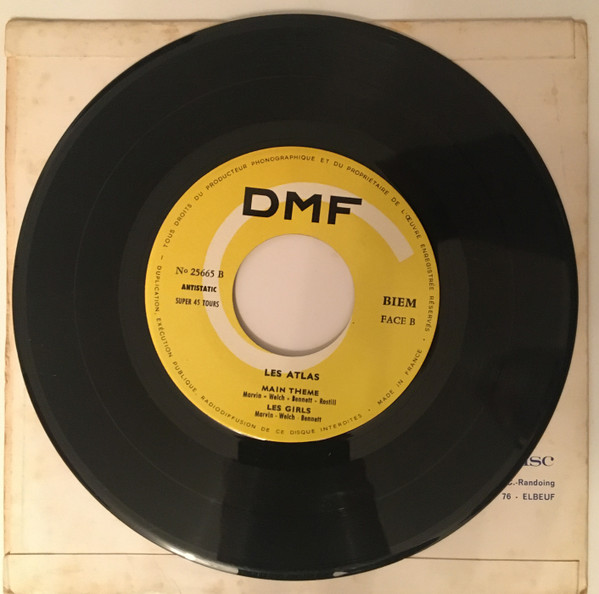 DMF
TOUS DROITS DU PRODUCTEUR PHONOGRAPHIQUE ET DU PROPRIÉTAIRE DE L'ŒUVRE ENREGISTRÉE RÉSERVÉS
No 25665 B
ANTISTATIC
SUPER 45 TOURS
BIEM
FACE B
LES ATLAS
MAIN THEME
Marvin - Welch - Bennett - Rostill
LES GIRLS
Marvin - Welch - Bennett
- DUPLICATION, EXÉCUTION PUBLIQUE, RADIODIFFUSION DE CE DISQUE INTERDITES - MADE IN FRANCE -
-Randoing
76 - ELBEUF